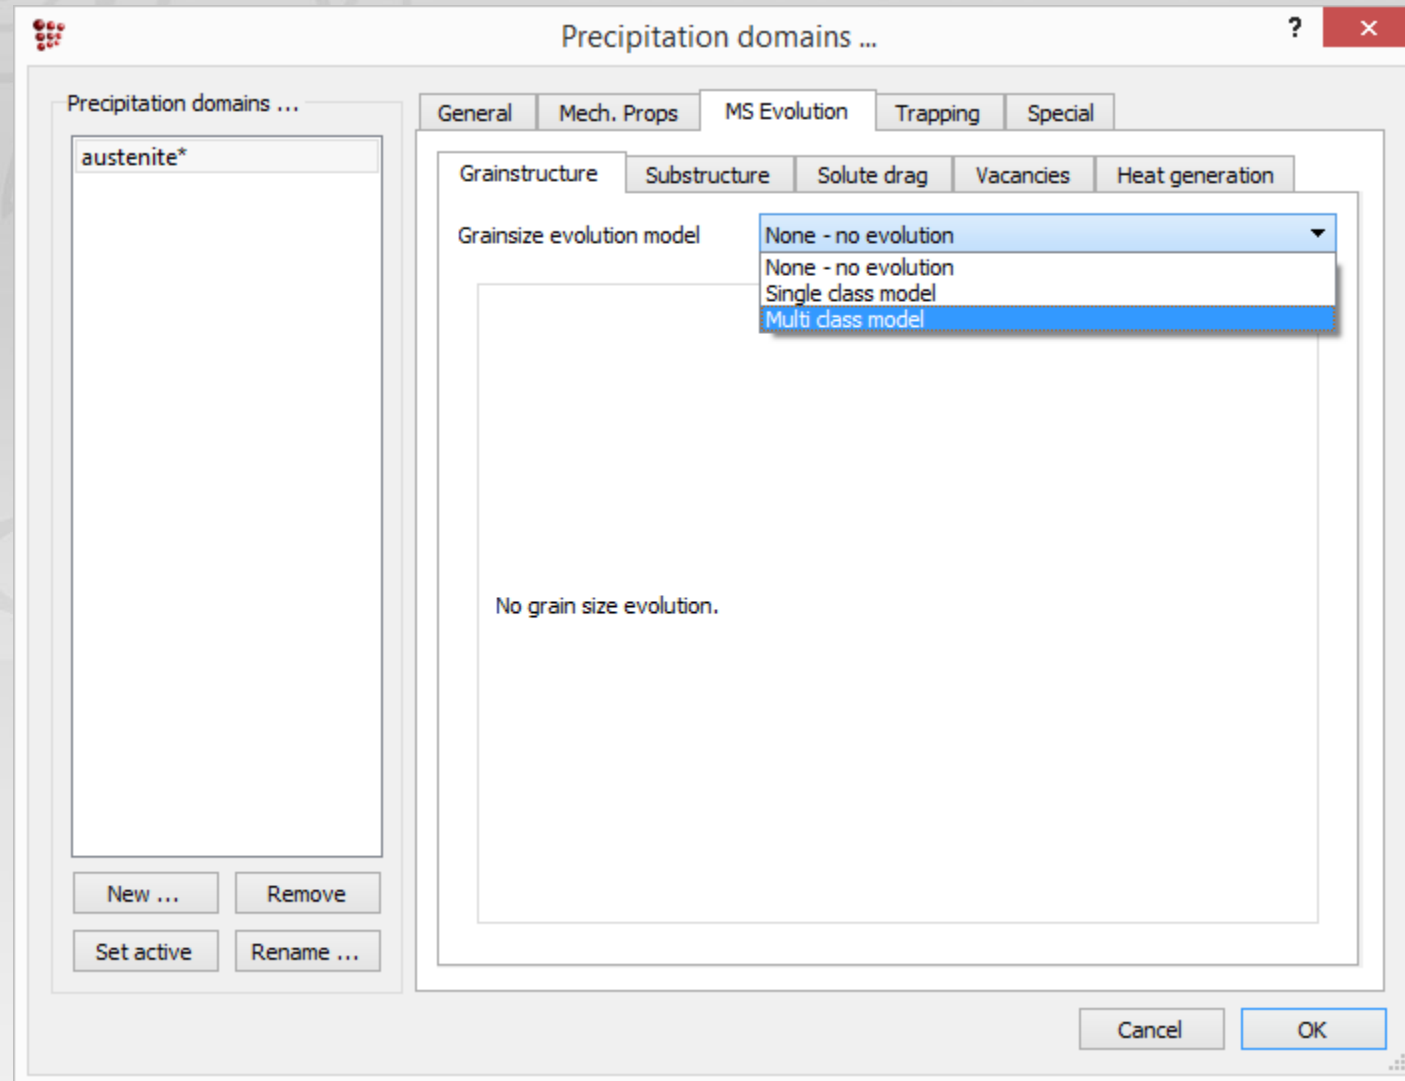 Precipitation domains ...
?
Precipitation domains ...
austenite*
New ...
Remove
Set active
Rename ...
General
Mech. Props
MS Evolution
Trapping
Special
Grainstructure
Substructure
Solute drag
Vacancies
Heat generation
Grainsize evolution model
None - no evolution
None - no evolution
Single class model
Multi class model
No grain size evolution.
Cancel
OK